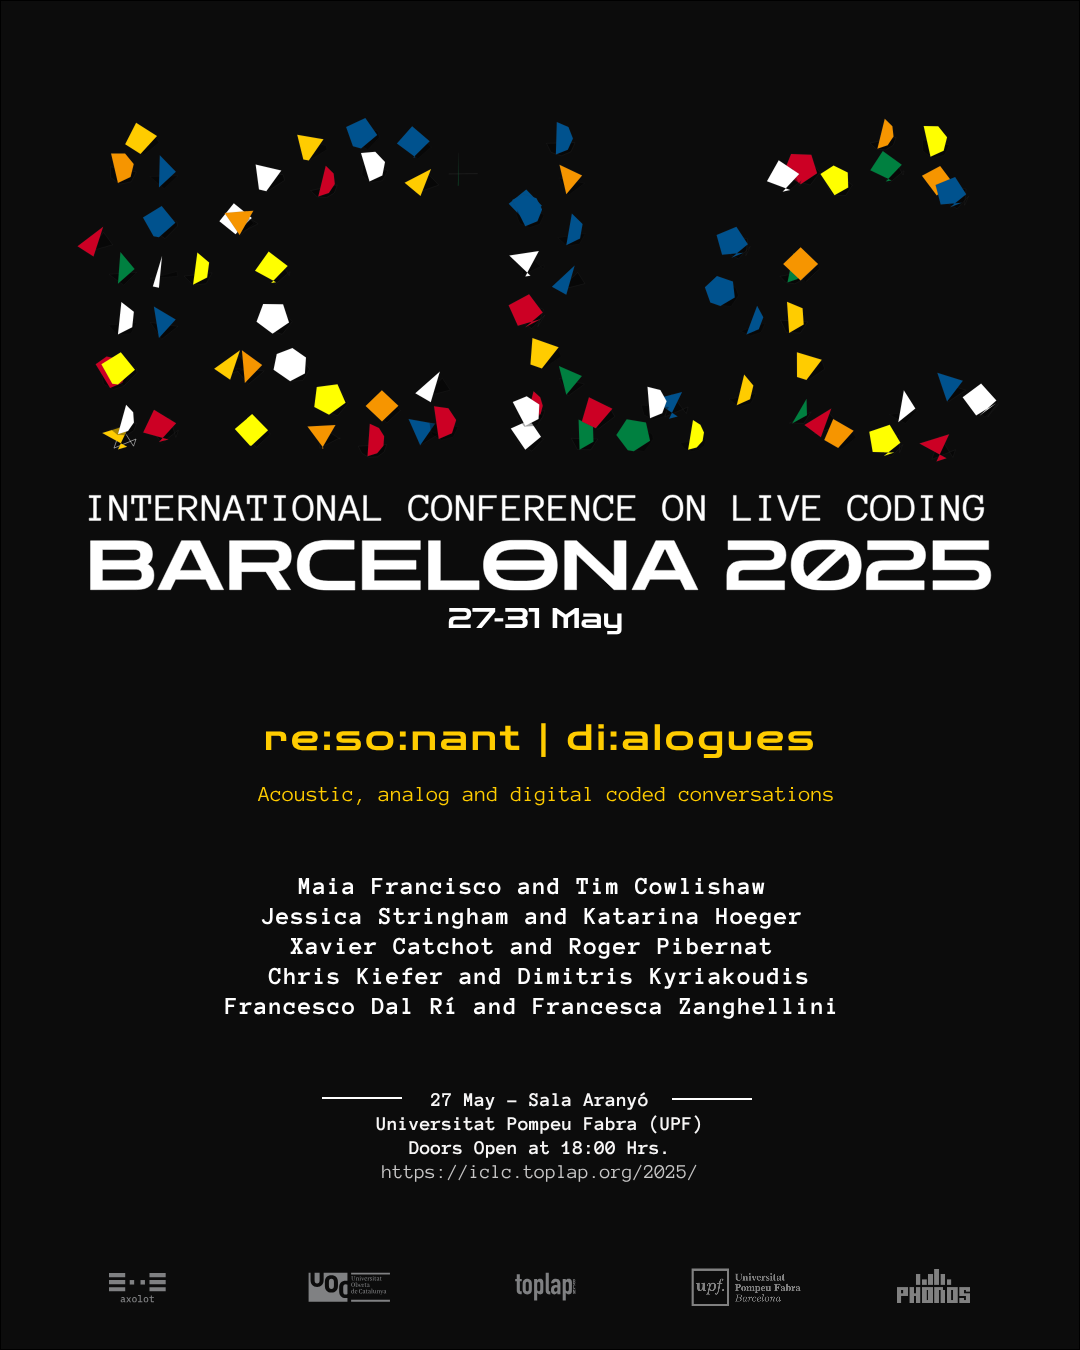 ICLC
INTERNATIONAL CONFERENCE ON LIVE CODING
BARCELONA 2025
27-31 May
re:so:nant | di:alogues
Acoustic, analog and digital coded conversations
Maia Francisco and Tim Cowlishaw
Jessica Stringham and Katarina Hoeger
Xavier Catchot and Roger Pibernat
Chris Kiefer and Dimitris Kyriakoudis
Francesco Dal Rí and Francesca Zanghellini
27 May – Sala Aranyó
Universitat Pompeu Fabra (UPF)
Doors Open at 18:00 Hrs.
https://iclc.toplap.org/2025/
axolot
UOC
Universitat
Oberta
de Catalunya
toplap
upf.
Universitat
Pompeu Fabra
Barcelona
PHONOS